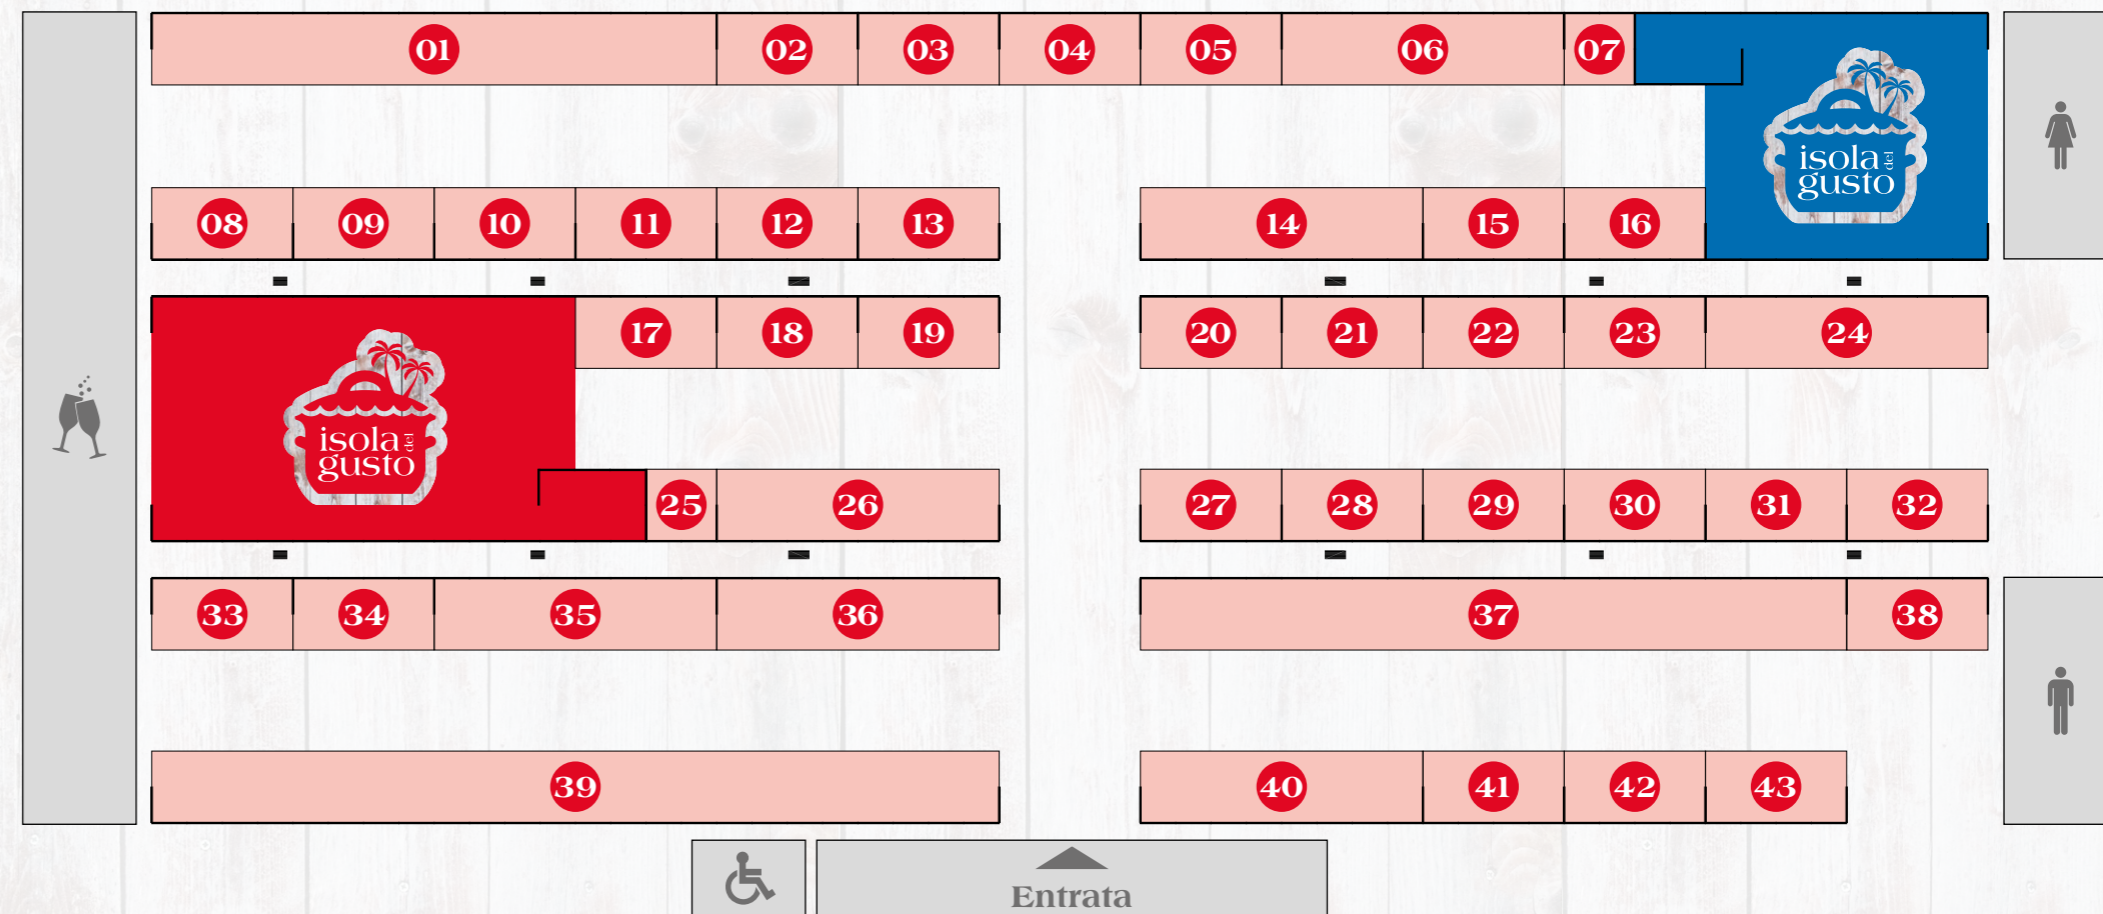 01 02 03 04 05 06 07
isola del
gusto
08 09 10 11 12 13 14 15 16
17 18 19 20 21 22 23 24
isola del
gusto
25 26 27 28 29 30 31 32
33 34 35 36 37 38
39 40 41 42 43
Entrata